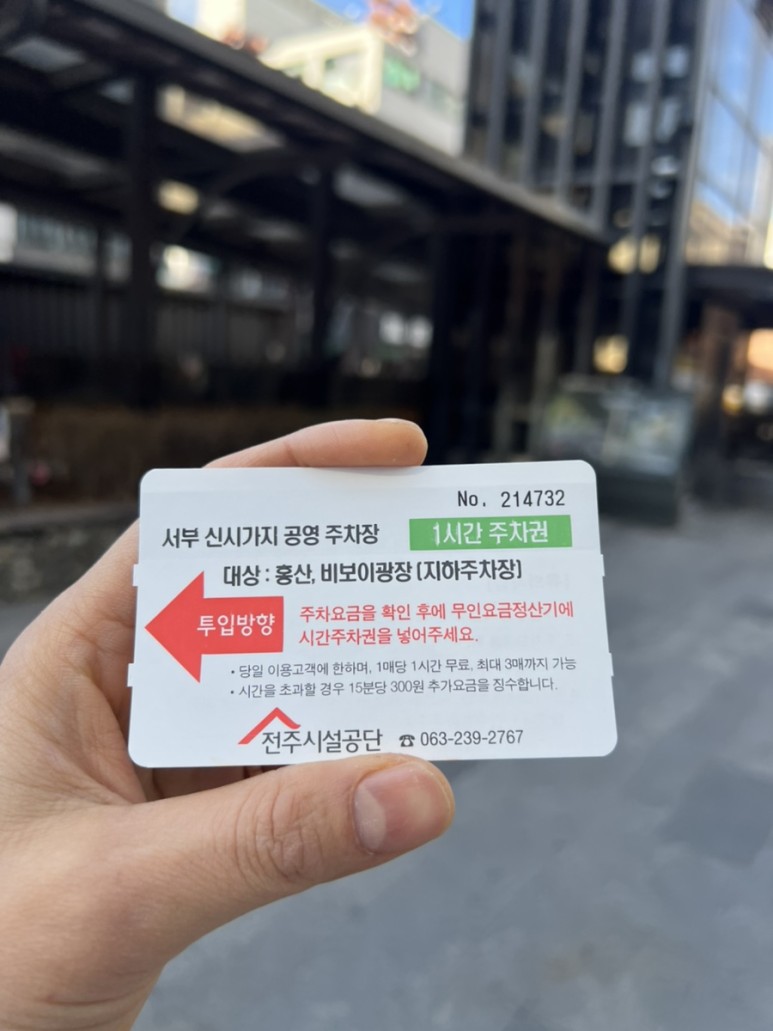 No. 214732
서부 신시가지 공영 주차장 1시간 주차권
대상 : 홍산, 비보이광장 (지하주차장)
투입방향
주차요금을 확인 후에 무인요금정산기에
시간주차권을 넣어주세요.
• 당일 이용고객에 한하며, 1매당 1시간 무료, 최대 3매까지 가능
• 시간을 초과할 경우 15분당 300원 추가요금을 징수합니다.
전주시설공단 ☎ 063-239-2767